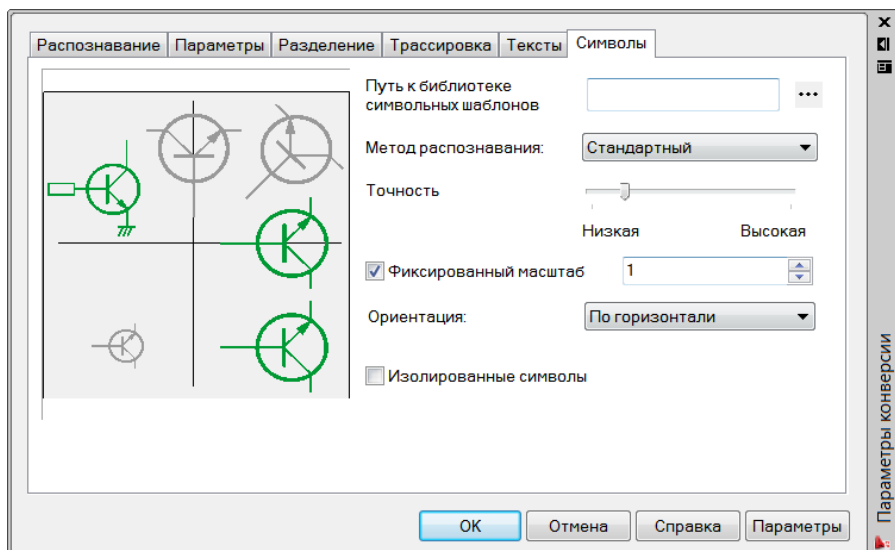 Распознавание Параметры Разделение Трассировка Тексты Символы
Путь к библиотеке
символьных шаблонов
...
Метод распознавания: Стандартный
Точность
Низкая Высокая
Фиксированный масштаб 1
Ориентация: По горизонтали
Изолированные символы
OK Отмена Справка Параметры
Параметры конверсии